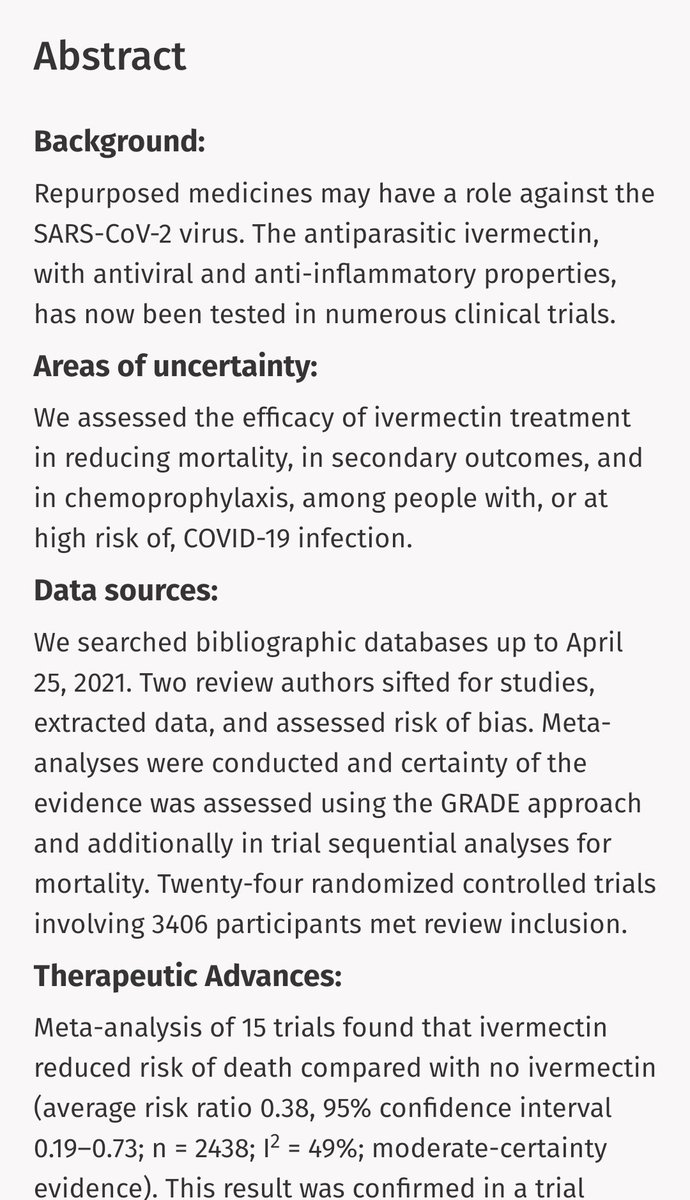 Abstract
Background:
Repurposed medicines may have a role against the
SARS-CoV-2 virus. The antiparasitic ivermectin,
with antiviral and anti-inflammatory properties,
has now been tested in numerous clinical trials.
Areas of uncertainty:
We assessed the efficacy of ivermectin treatment
in reducing mortality, in secondary outcomes, and
in chemoprophylaxis, among people with, or at
high risk of, COVID-19 infection.
Data sources:
We searched bibliographic databases up to April
25, 2021. Two review authors sifted for studies,
extracted data, and assessed risk of bias. Meta-
analyses were conducted and certainty of the
evidence was assessed using the GRADE approach
and additionally in trial sequential analyses for
mortality. Twenty-four randomized controlled trials
involving 3406 participants met review inclusion.
Therapeutic Advances:
Meta-analysis of 15 trials found that ivermectin
reduced risk of death compared with no ivermectin
(average risk ratio 0.38, 95% confidence interval
0.19–0.73; n = 2438; I² = 49%; moderate-certainty
evidence). This result was confirmed in a trial